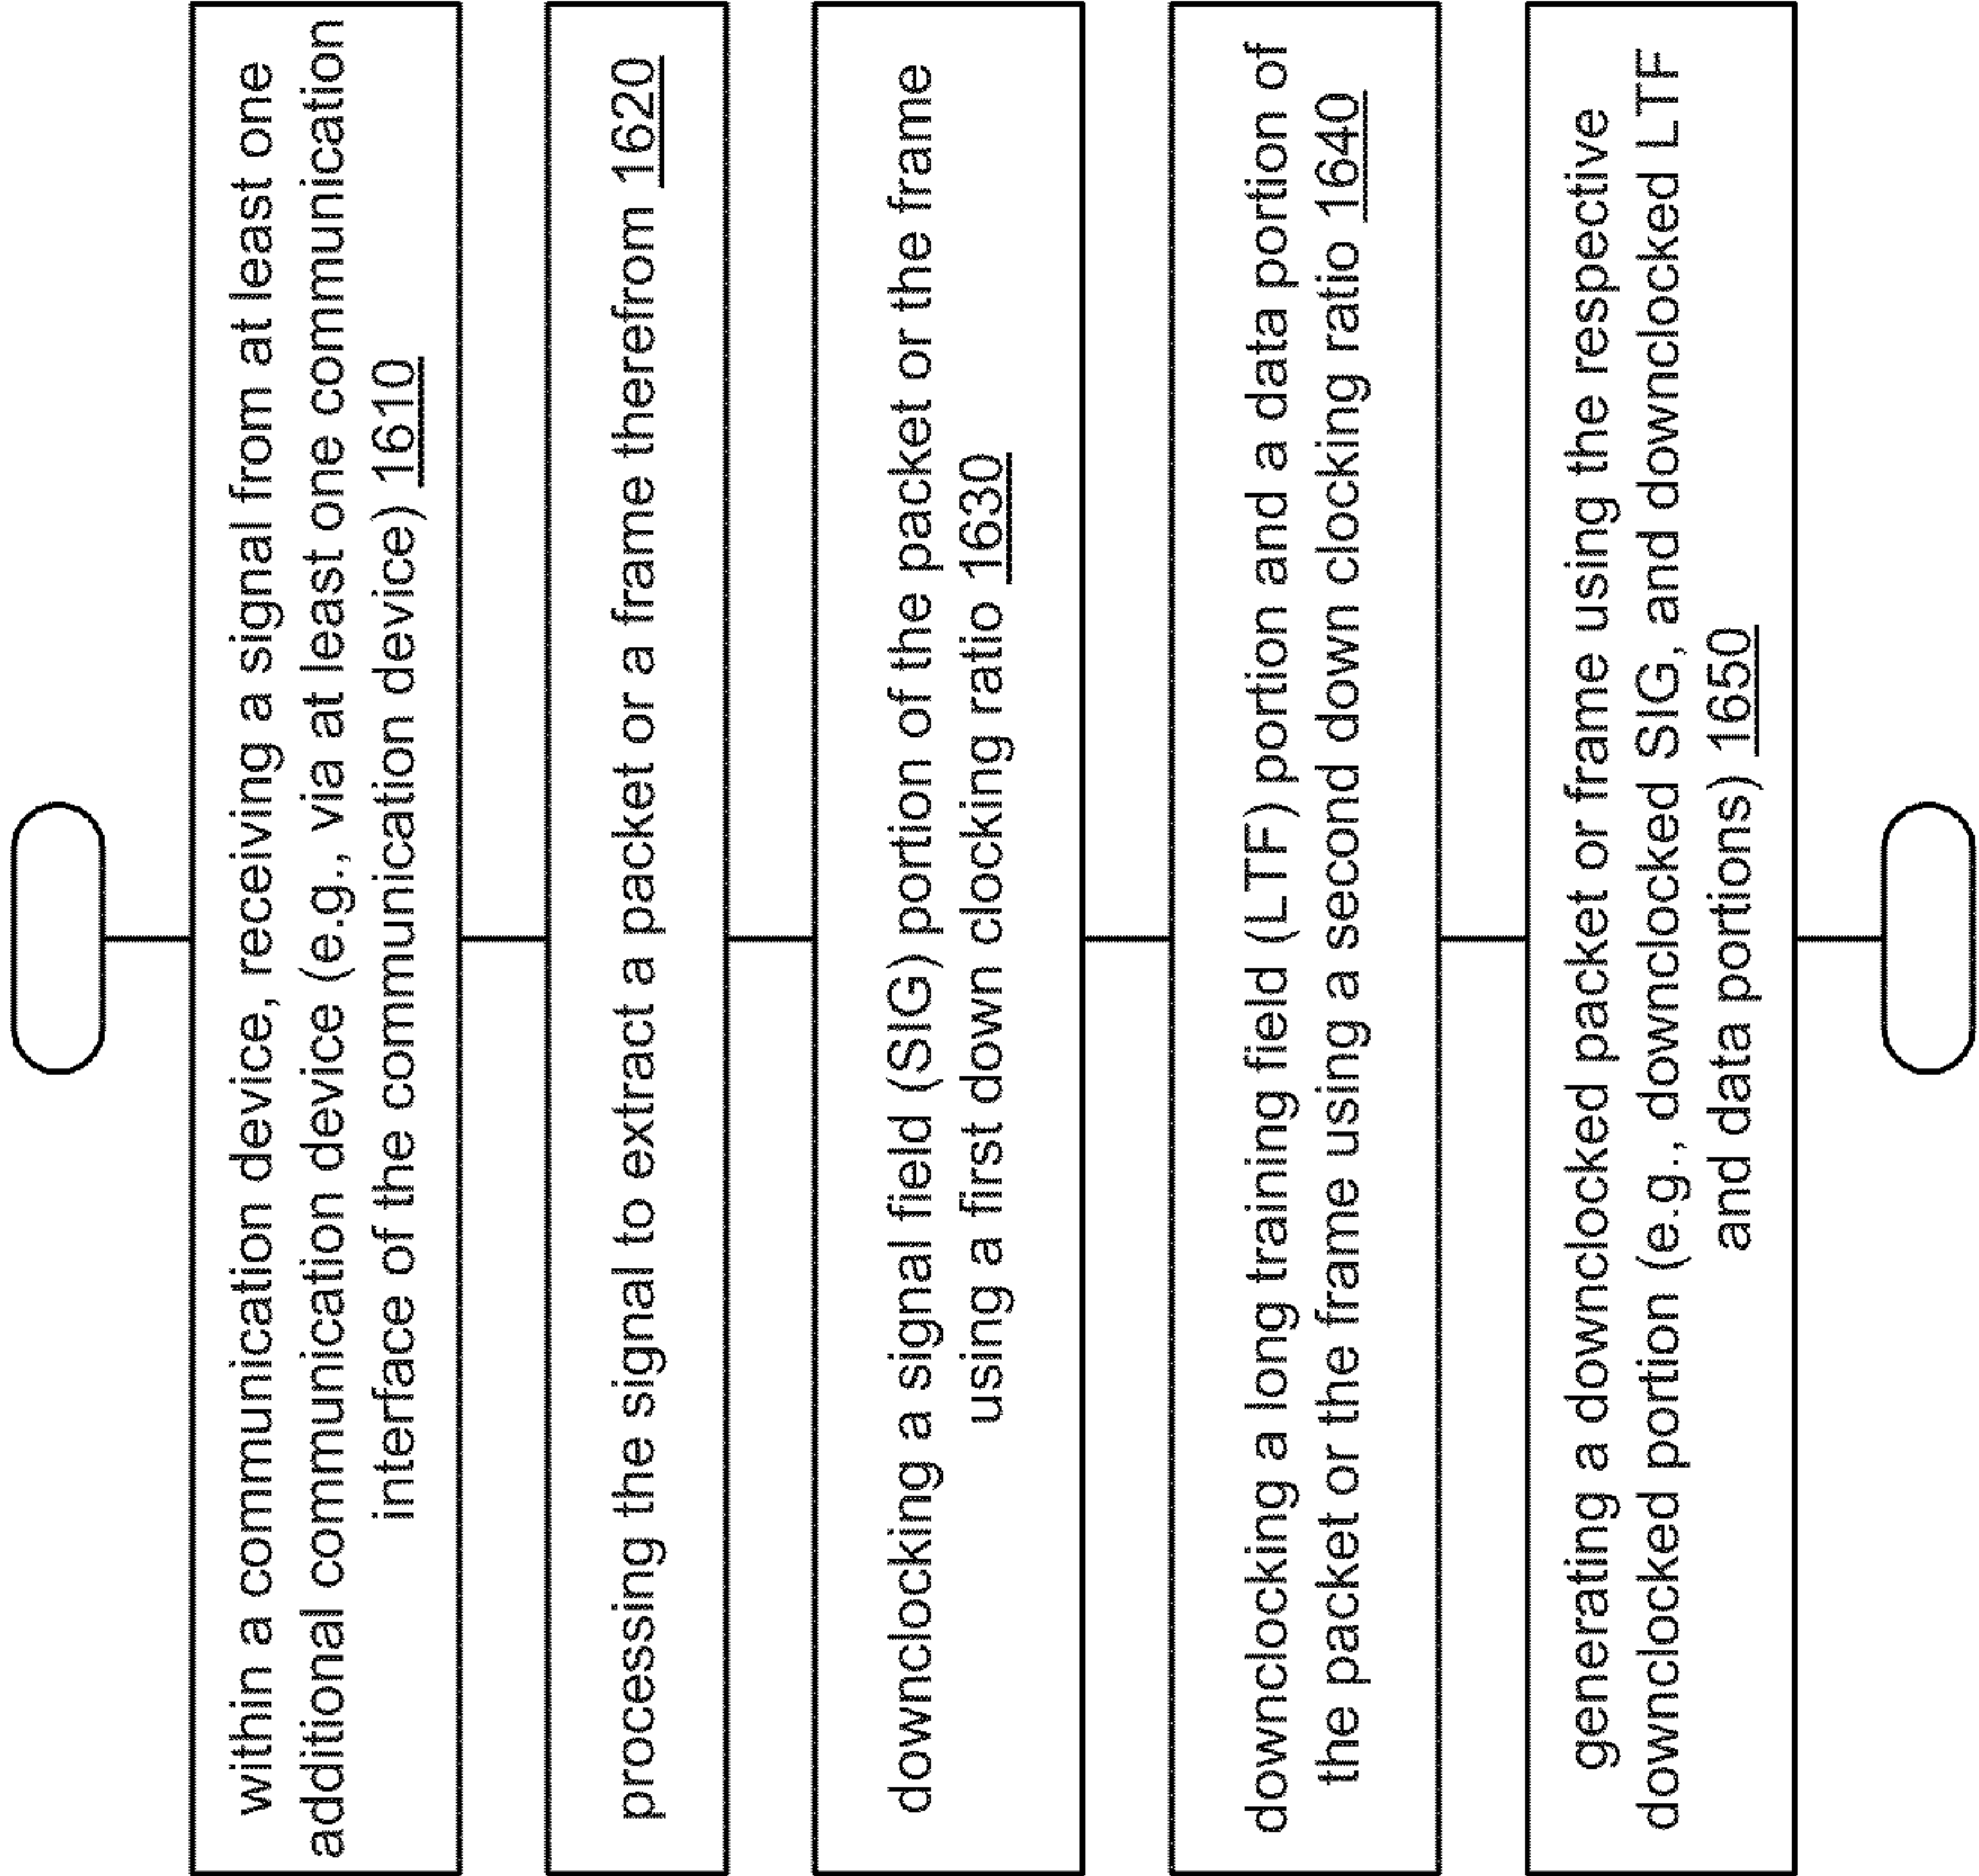 within a communication device, receiving a signal from at least one
additional communication device (e.g., via at least one communication
interface of the communication device) 1610
processing the signal to extract a packet or a frame therefrom 1620
downclocking a signal field (SIG) portion of the packet or the frame
using a first down clocking ratio 1630
downclocking a long training field (LTF) portion and a data portion of
the packet or the frame using a second down clocking ratio 1640
generating a downclocked packet or frame using the respective
downclocked portion (e.g., downclocked SIG, and downclocked LTF
and data portions) 1650